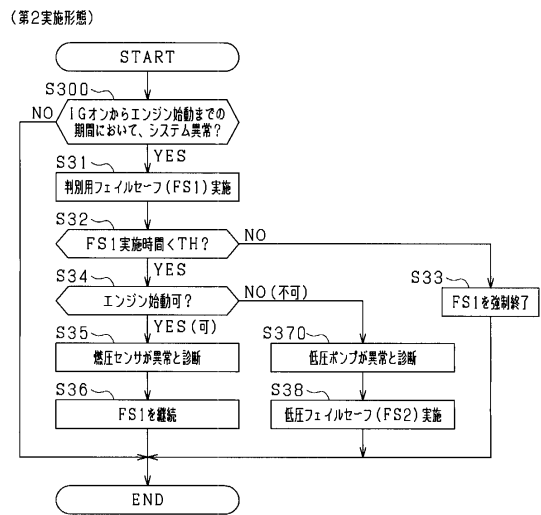 (第2実施形態)
START
S300
NO
IGオンからエンジン始動までの
期間において、システム異常?
YES
S31
判別用フェイルセーフ(FS1)実施
S32
FS1実施時間<TH?
NO
YES
S34
エンジン始動可?
NO(不可)
S33
FS1を強制終了
YES(可)
S35
燃圧センサが異常と診断
S370
低圧ポンプが異常と診断
S36
FS1を継続
S38
低圧フェイルセーフ(FS2)実施
END